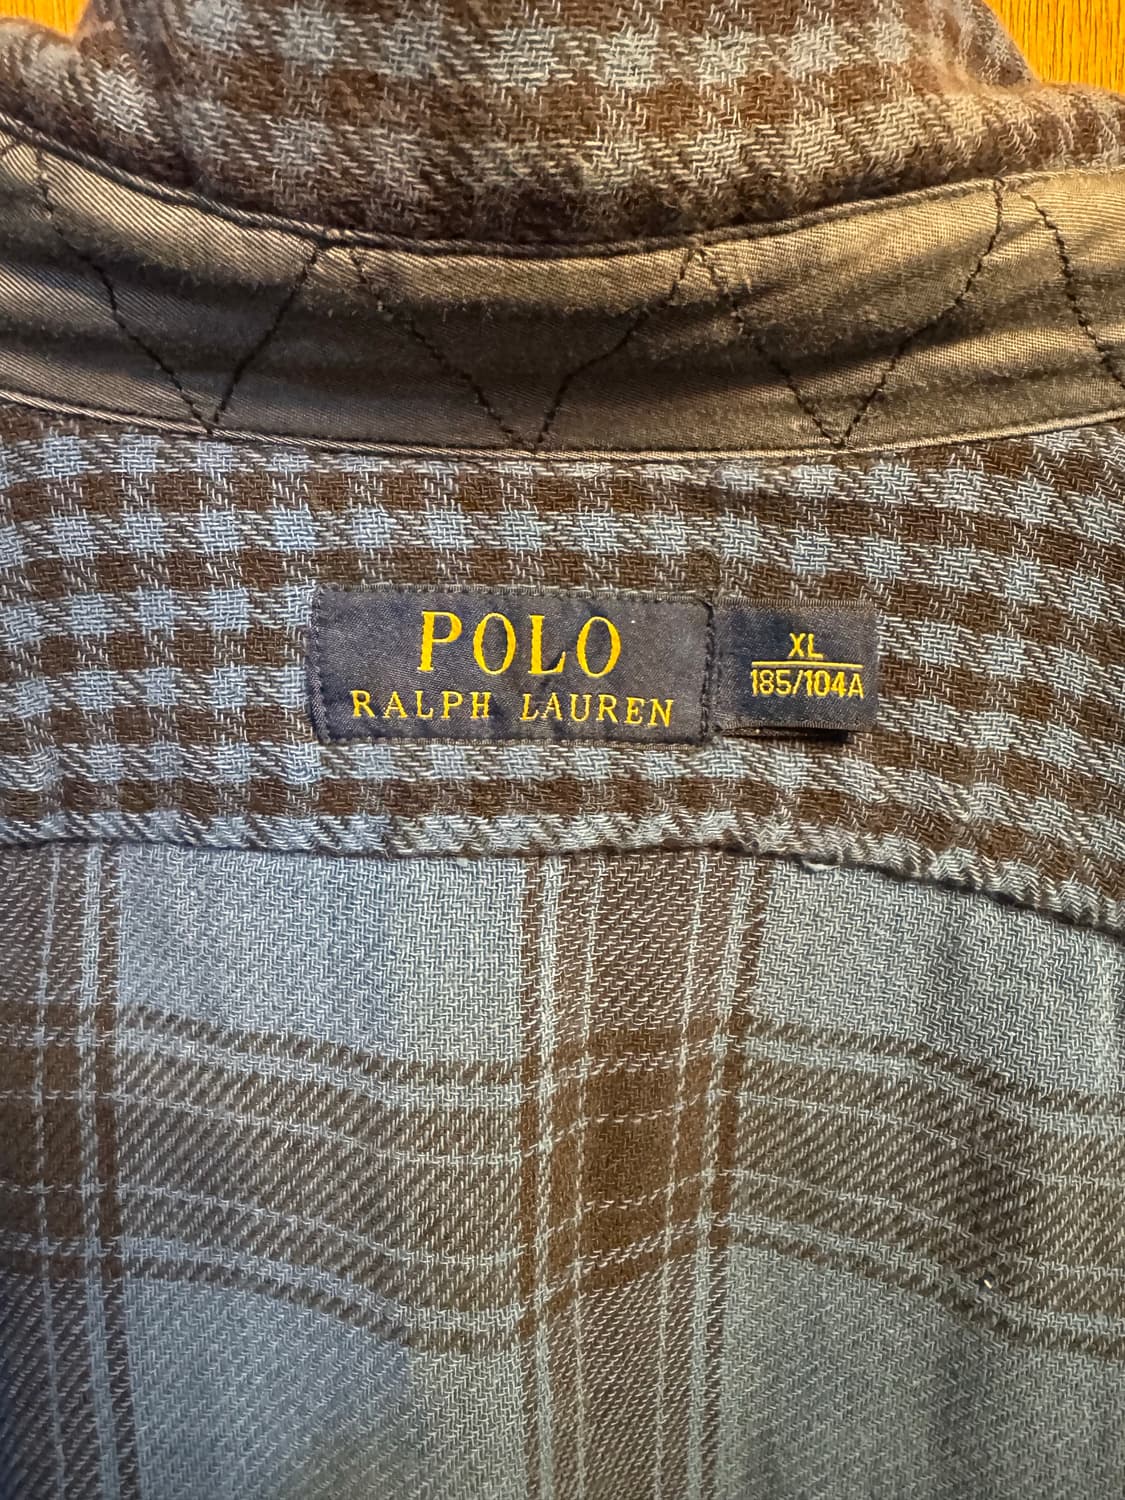 POLO
RALPH LAUREN
XL
185/104A